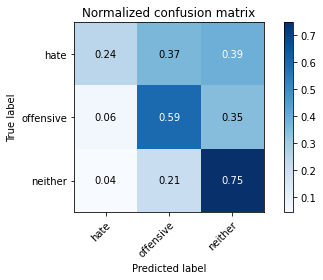 Normalized confusion matrix
True label
hate
offensive
neither
0.24 0.37 0.39
0.06 0.59 0.35
0.04 0.21 0.75
hate
offensive
neither
Predicted label
0.7
0.6
0.5
0.4
0.3
0.2
0.1